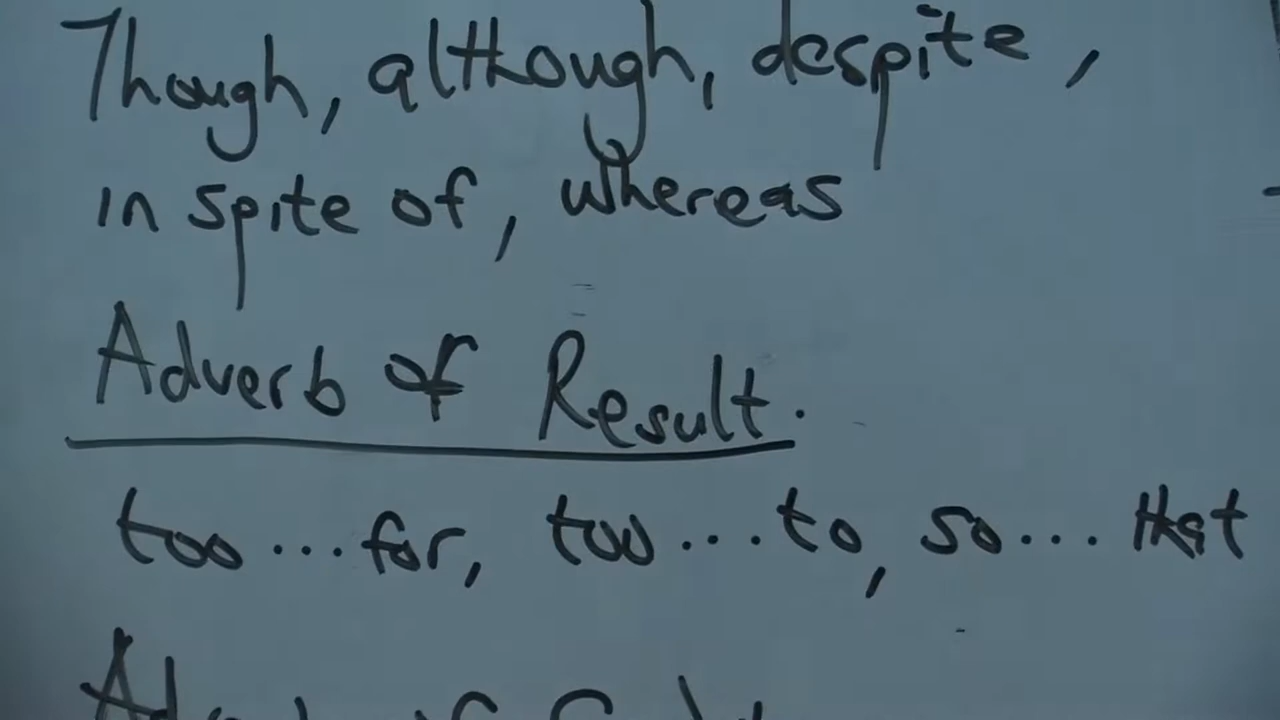 Though, although, despite,
in spite of, whereas
Adverb of Result.
too...for, too...to, so... that